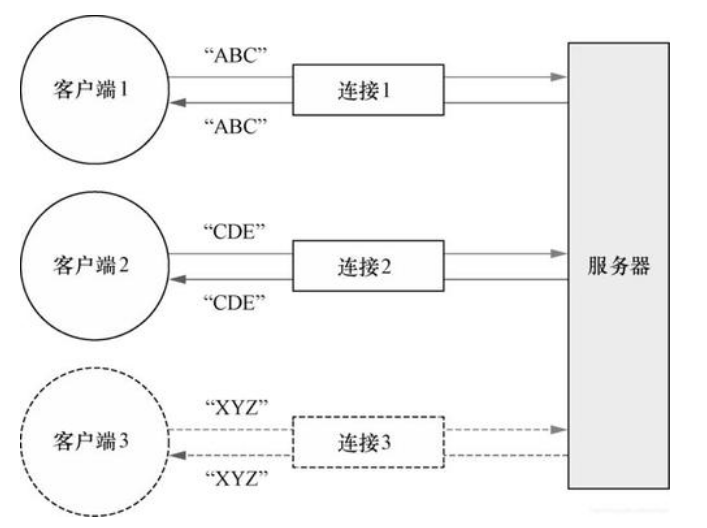 “ABC”
客户端1
连接1
“ABC”
“CDE”
客户端2
连接2
服务器
“CDE”
“XYZ”
客户端3
连接3
“XYZ”